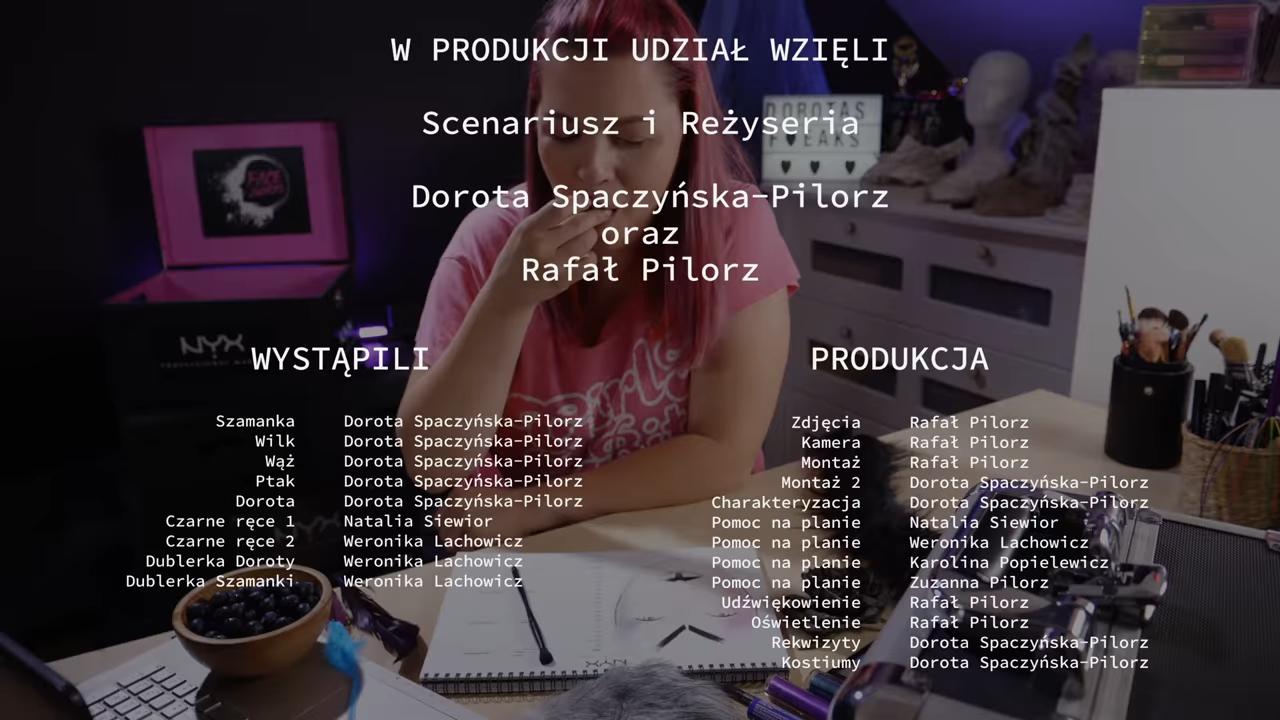 W PRODUKCJI UDZIAŁ WZIĘLI
Scenariusz i Reżyseria
Dorota Spaczyńska-Pilorz
oraz
Rafał Pilorz
WYSTĄPILI
Szamanka Dorota Spaczyńska-Pilorz
Wilk Dorota Spaczyńska-Pilorz
Wąż Dorota Spaczyńska-Pilorz
Ptak Dorota Spaczyńska-Pilorz
Dorota Dorota Spaczyńska-Pilorz
Czarne ręce 1 Natalia Siewior
Czarne ręce 2 Weronika Lachowicz
Dublerka Doroty Weronika Lachowicz
Dublerka Szamanki Weronika Lachowicz
PRODUKCJA
Zdjęcia Rafał Pilorz
Kamera Rafał Pilorz
Montaż Rafał Pilorz
Montaż 2 Dorota Spaczyńska-Pilorz
Charakteryzacja Dorota Spaczyńska-Pilorz
Pomoc na planie Natalia Siewior
Pomoc na planie Weronika Lachowicz
Pomoc na planie Karolina Popielewicz
Pomoc na planie Zuzanna Pilorz
Udźwiękowienie Rafał Pilorz
Oświetlenie Rafał Pilorz
Rekwizyty Dorota Spaczyńska-Pilorz
Kostiumy Dorota Spaczyńska-Pilorz
DOROTAS
FACE
AWARDS
NYX
NYX